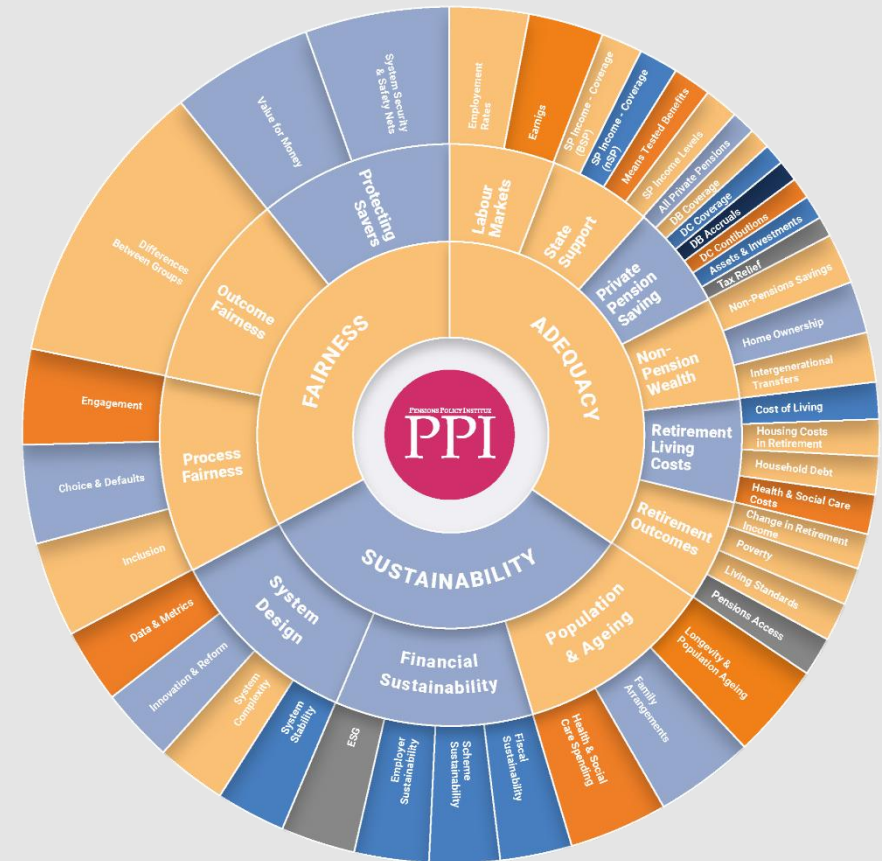 PENSIONS POLICY INSTITUTE
PPI
FAIRNESS
ADEQUACY
SUSTAINABILITY
Protecting
Savers
Labour
Markets
State
Support
Private
Pension
Saving
Non-
Pension
Wealth
Retirement
Living
Costs
Retirement
Outcomes
Population
& Ageing
Financial
Sustainability
System
Design
Process
Fairness
Outcome
Fairness
System Security
& Safety Nets
Employement
Rates
Earnigs
SP Income - Coverage
(BSP)
SP Income - Coverage
(nSP)
Means Tested Benefits
SP Income Levels
All Private Pensions
DB Coverage
DC Coverage
DB Accruals
DC Contibutions
Assets & Investments
Tax Relief
Non-Pensions Savings
Home Ownership
Intergenerational
Transfers
Cost of Living
Housing Costs
in Retirement
Household Debt
Health & Social Care
Costs
Change in Retirement
Income
Poverty
Living Standards
Pensions Access
Longevity &
Population Ageing
Family
Arrangements
Health & Social
Care Spending
Fiscal
Sustainability
Scheme
Sustainability
Employer
Sustainability
ESG
System
Stability
System
Complexity
Innovation & Reform
Data & Metrics
Inclusion
Choice & Defaults
Engagement
Differences
Between Groups
Value for Money